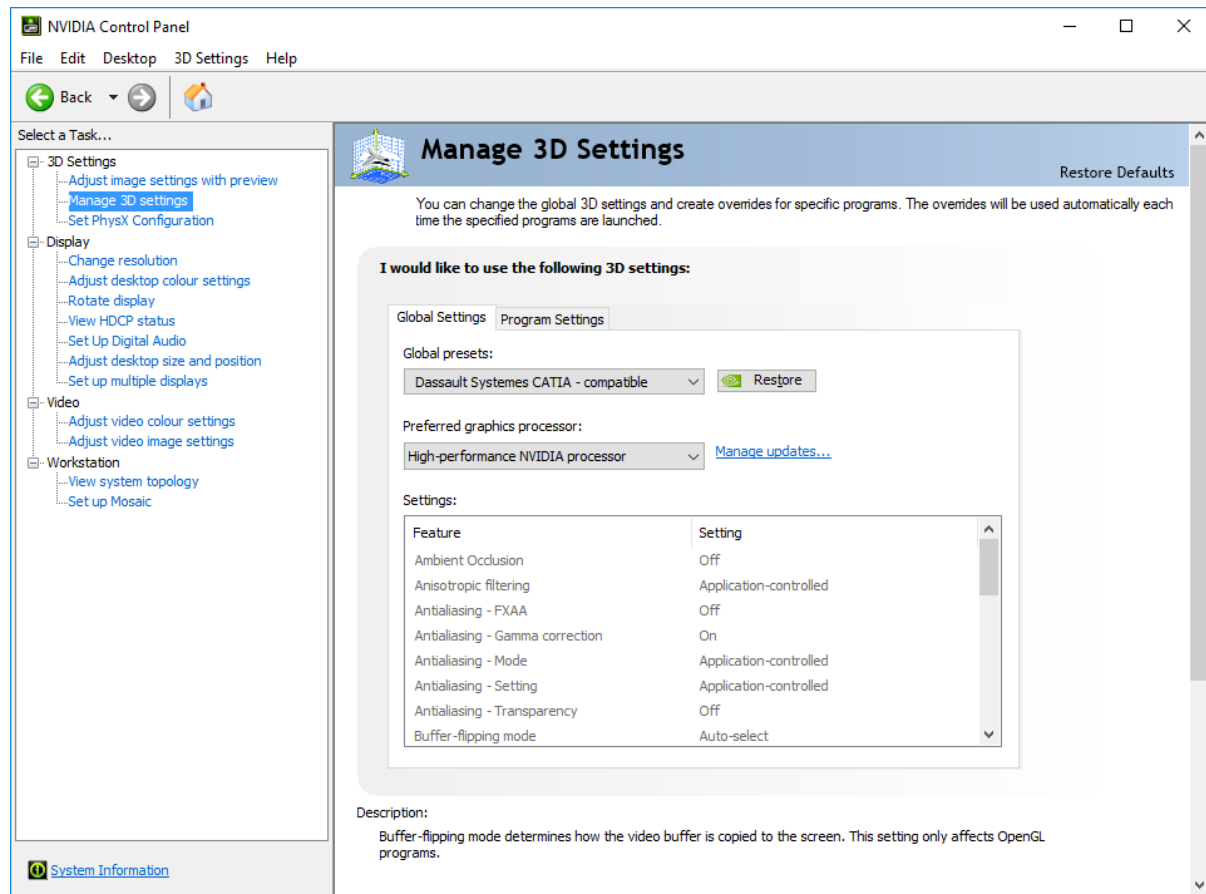 NVIDIA Control Panel
File Edit Desktop 3D Settings Help
Back
Select a Task...
3D Settings
Adjust image settings with preview
Manage 3D settings
Set PhysX Configuration
Display
Change resolution
Adjust desktop colour settings
Rotate display
View HDCP status
Set Up Digital Audio
Adjust desktop size and position
Set up multiple displays
Video
Adjust video colour settings
Adjust video image settings
Workstation
View system topology
Set up Mosaic
System Information
Manage 3D Settings
Restore Defaults
You can change the global 3D settings and create overrides for specific programs. The overrides will be used automatically each
time the specified programs are launched.
I would like to use the following 3D settings:
Global Settings Program Settings
Global presets:
Dassault Systemes CATIA - compatible Restore
Preferred graphics processor:
High-performance NVIDIA processor Manage updates...
Settings:
Feature Setting
Ambient Occlusion Off
Anisotropic filtering Application-controlled
Antialiasing - FXAA Off
Antialiasing - Gamma correction On
Antialiasing - Mode Application-controlled
Antialiasing - Setting Application-controlled
Antialiasing - Transparency Off
Buffer-flipping mode Auto-select
Description:
Buffer-flipping mode determines how the video buffer is copied to the screen. This setting only affects OpenGL
programs.